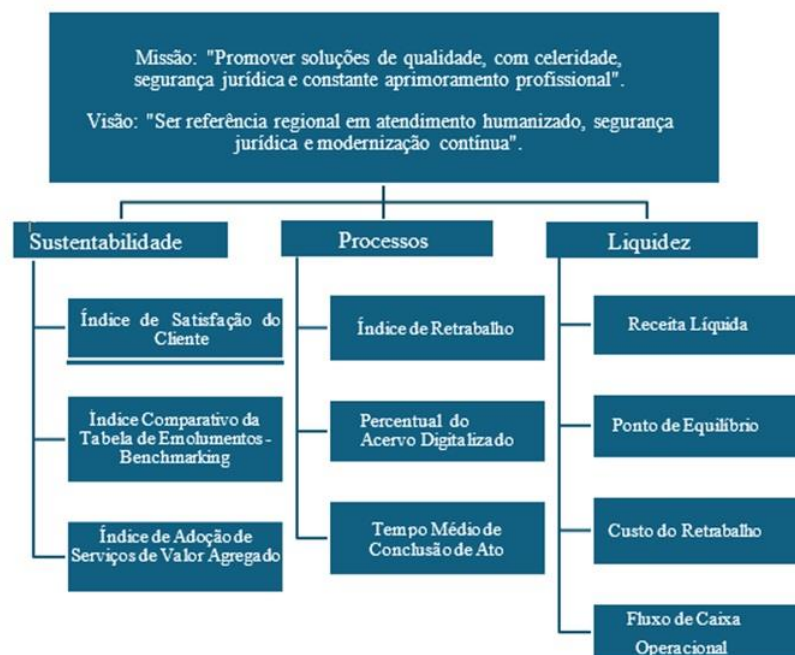 Missão: "Promover soluções de qualidade, com celeridade,
segurança jurídica e constante aprimoramento profissional".
Visão: "Ser referência regional em atendimento humanizado, segurança
jurídica e modernização contínua".
Sustentabilidade
Índice de Satisfação do
Cliente
Índice Comparativo da
Tabela de Emolumentos -
Benchmarking
Índice de Adoção de
Serviços de Valor Agregado
Processos
Índice de Retrabalho
Percentual do
Acervo Digitalizado
Tempo Médio de
Conclusão de Ato
Liquidez
Receita Líquida
Ponto de Equilíbrio
Custo do Retrabalho
Fluxo de Caixa
Operacional